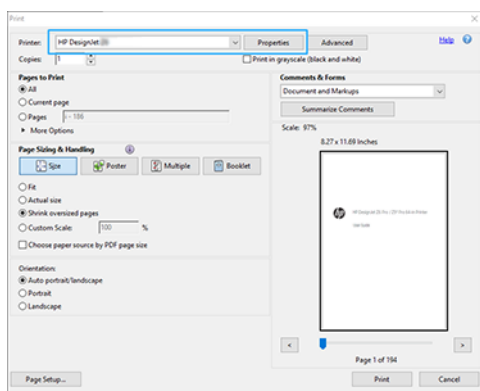 Print
Printer: HP DesignJet Properties Advanced Help
Copies: 1 Print in grayscale (black and white)
Pages to Print
All
Current page
Pages - 186
More Options
Comments & Forms
Document and Markups
Summarize Comments
Scale: 97%
8.27 x 11.69 Inches
Page Sizing & Handling
Size Poster Multiple Booklet
Fit
Actual size
Shrink oversized pages
Custom Scale: 100 %
Choose paper source by PDF page size
Orientation:
Auto portrait/landscape
Portrait
Landscape
hp
User Guide
< >
Page 1 of 194
Page Setup... Print Cancel